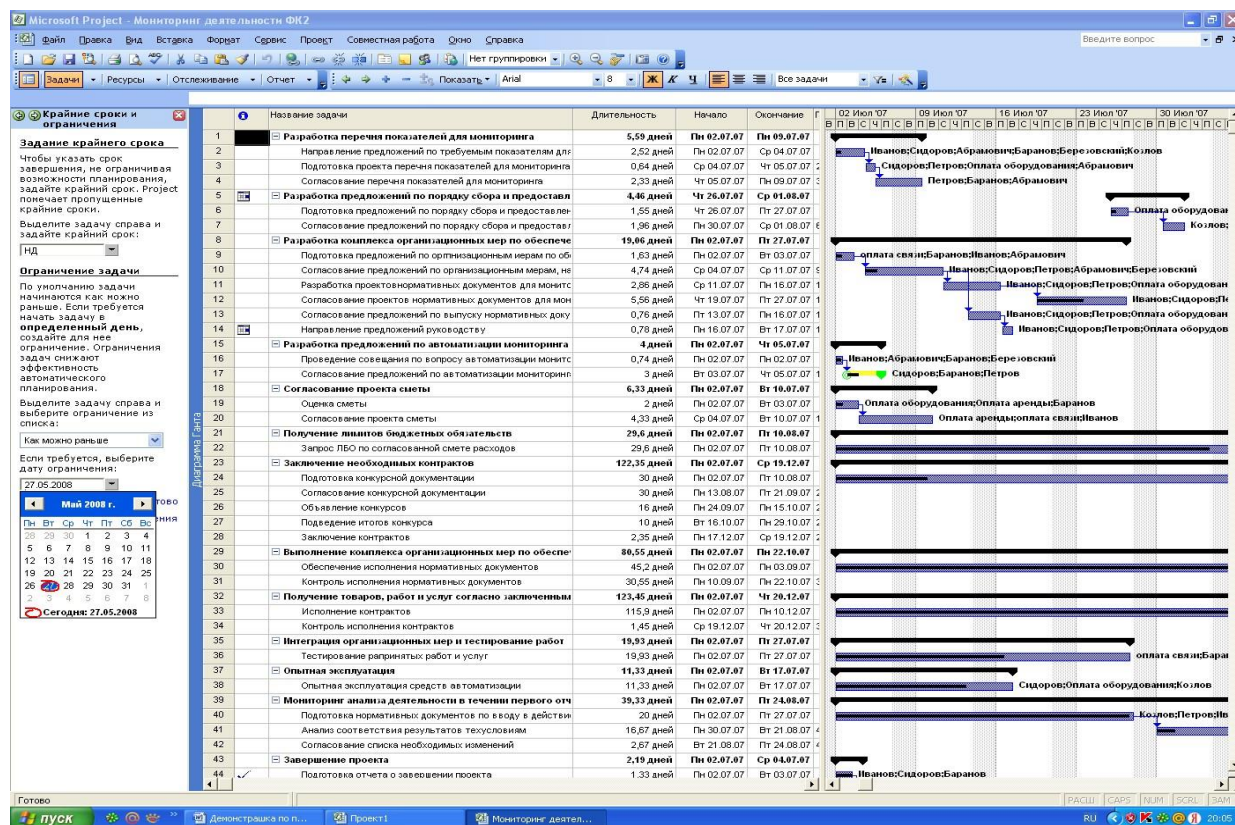 Microsoft Project - Мониторинг деятельности ФК2
Файл Правка Вид Вставка Формат Сервис Проект Совместная работа Окно Справка Введите вопрос
Нет группировки
Задачи Ресурсы Отслеживание Отчет Показать Arial 8 Ж К Ч Все задачи
Крайние сроки и ограничения
Задание крайнего срока
Чтобы указать срок
завершения, не ограничивая
возможности планирования,
задайте крайний срок. Project
помечает пропущенные
крайние сроки.
Выделите задачу справа и
задайте крайний срок:
НД
Ограничение задачи
По умолчанию задачи
начинаются как можно
раньше. Если требуется
начать задачу в
определенный день,
создайте для нее
ограничение. Ограничения
задач снижают
эффективность
автоматического
планирования.
Выделите задачу справа и
выберите ограничение из
списка:
Как можно раньше
Если требуется, выберите
дату ограничения:
27.05.2008
Май 2008 г.
Пн Вт Ср Чт Пт Сб Вс
28 29 30 1 2 3 4
5 6 7 8 9 10 11
12 13 14 15 16 17 18
19 20 21 22 23 24 25
26 27 28 29 30 31 1
2 3 4 5 6 7 8
Сегодня: 27.05.2008
Диаграмма Ганта
Название задачи Длительность Начало Окончание 02 Июл '07 09 Июл '07 16 Июл '07 23 Июл '07 30 Июл '07
В П В С Ч П С В П В С Ч П С В П В С Ч П С В П В С Ч П С В П В С Ч П С
1 Разработка перечня показателей для мониторинга 5,59 дней Пн 02.07.07 Пн 09.07.07
2 Направление предложений по требуемым показателям для 2,52 дней Пн 02.07.07 Ср 04.07.07 Иванов;Сидоров;Абрамович;Баранов;Березовский;Козлов
3 Подготовка проекта перечня показателей для мониторинга 0,64 дней Ср 04.07.07 Чт 05.07.07 2 Сидоров;Петров;Оплата оборудования;Абрамович
4 Согласование перечня показателей для мониторинга 2,33 дней Чт 05.07.07 Пн 09.07.07 3 Петров;Баранов;Абрамович
5 Разработка предложений по порядку сбора и предоставл 4,46 дней Чт 26.07.07 Ср 01.08.07
6 Подготовка предложений по порядку сбора и предоставлен 1,55 дней Чт 26.07.07 Пт 27.07.07 Оплата оборудован
7 Согласование предложений по порядку сбора и предоставл 1,96 дней Пн 30.07.07 Ср 01.08.07 6 Козлов;
8 Разработка комплекса организационных мер по обеспече 19,06 дней Пн 02.07.07 Пт 27.07.07
9 Подготовка предложений по ортнизационным иерам по об 1,63 дней Пн 02.07.07 Вт 03.07.07 оплата связи;Баранов;Иванов;Абрамович
10 Согласование предложений по организационным мерам, на 4,74 дней Ср 04.07.07 Ср 11.07.07 9 Иванов;Сидоров;Петров;Абрамович;Березовский
11 Разработка проектовнормативных документов для монитс 2,86 дней Ср 11.07.07 Пн 16.07.07 1 Иванов;Сидоров;Петров;Оплата оборудован
12 Согласование проектов нормативных документов для мон 5,56 дней Чт 19.07.07 Пт 27.07.07 1 Иванов;Сидоров;Пе
13 Согласование предложений по выпуску нормативных доку 0,76 дней Пт 13.07.07 Пн 16.07.07 1 Иванов;Сидоров;Петров;Оплата оборудован
14 Направление предложений руководству 0,78 дней Пн 16.07.07 Вт 17.07.07 1 Иванов;Сидоров;Петров;Оплата оборудов
15 Разработка предложений по автоматизации мониторинга 4 дней Пн 02.07.07 Чт 05.07.07
16 Проведение совещания по вопросу автоматизации монитс 0,74 дней Пн 02.07.07 Пн 02.07.07 Иванов;Абрамович;Баранов;Березовский
17 Согласование предложений по автоматизации мониторинг 3 дней Вт 03.07.07 Чт 05.07.07 1 Сидоров;Баранов;Петров
18 Согласование проекта сметы 6,33 дней Пн 02.07.07 Вт 10.07.07
19 Оценка сметы 2 дней Пн 02.07.07 Вт 03.07.07 Оплата оборудования;Оплата аренды;Баранов
20 Согласование проекта сметы 4,33 дней Ср 04.07.07 Вт 10.07.07 1 Оплата аренды;оплата связи;Иванов
21 Получение лимитов бюджетных обязательств 29,6 дней Пн 02.07.07 Пт 10.08.07
22 Запрос ЛБО по согласованной смете расходов 29,6 дней Пн 02.07.07 Пт 10.08.07
23 Заключение необходимых контрактов 122,35 дней Пн 02.07.07 Ср 19.12.07
24 Подготовка конкурсной документации 30 дней Пн 02.07.07 Пт 10.08.07
25 Согласование конкурсной документации 30 дней Пн 13.08.07 Пт 21.09.07 2
26 Объявление конкурсов 16 дней Пн 24.09.07 Пн 15.10.07 2
27 Подведение итогов конкурса 10 дней Вт 16.10.07 Пн 29.10.07 2
28 Заключение контрактов 2,35 дней Пн 17.12.07 Ср 19.12.07 2
29 Выполнение комплекса организационных мер по обеспе 80,55 дней Пн 02.07.07 Пн 22.10.07
30 Обеспечение исполнения нормативных документов 45,2 дней Пн 02.07.07 Пн 03.09.07
31 Контроль исполнения нормативных документов 30,55 дней Пн 10.09.07 Пн 22.10.07 3
32 Получение товаров, работ и услуг согласно заключенным 123,45 дней Пн 02.07.07 Чт 20.12.07
33 Исполнение контрактов 115,9 дней Пн 02.07.07 Пн 10.12.07
34 Контроль исполнения контрактов 1,45 дней Ср 19.12.07 Чт 20.12.07 3
35 Интеграция организационных мер и тестирование работ 19,93 дней Пн 02.07.07 Пт 27.07.07
36 Тестирование рапринятых работ и услуг 19,93 дней Пн 02.07.07 Пт 27.07.07 оплата связи;Баран
37 Опытная эксплуатация 11,33 дней Пн 02.07.07 Вт 17.07.07
38 Опытная эксплуатация средств автоматизации 11,33 дней Пн 02.07.07 Вт 17.07.07 Сидоров;Оплата оборудования;Козлов
39 Мониторинг анализа деятельности в течении первого отч 39,33 дней Пн 02.07.07 Пт 24.08.07
40 Подготовка нормативных документов по вводу в действи 20 дней Пн 02.07.07 Пт 27.07.07 Козлов;Петров;Ив
41 Анализ соответствия результатов техусловиям 16,67 дней Пн 30.07.07 Вт 21.08.07 4
42 Согласование списка необходимых изменений 2,67 дней Вт 21.08.07 Пт 24.08.07 4
43 Завершение проекта 2,19 дней Пн 02.07.07 Ср 04.07.07
44 Подготовка отчета о завершении проекта 1,33 дней Пн 02.07.07 Вт 03.07.07 Иванов;Сидоров;Баранов
Готово РАСШ CAPS NUM SCRL ЗАМ
пуск Демонстрашка по п... Проект1 Мониторинг деятел... RU 20:05